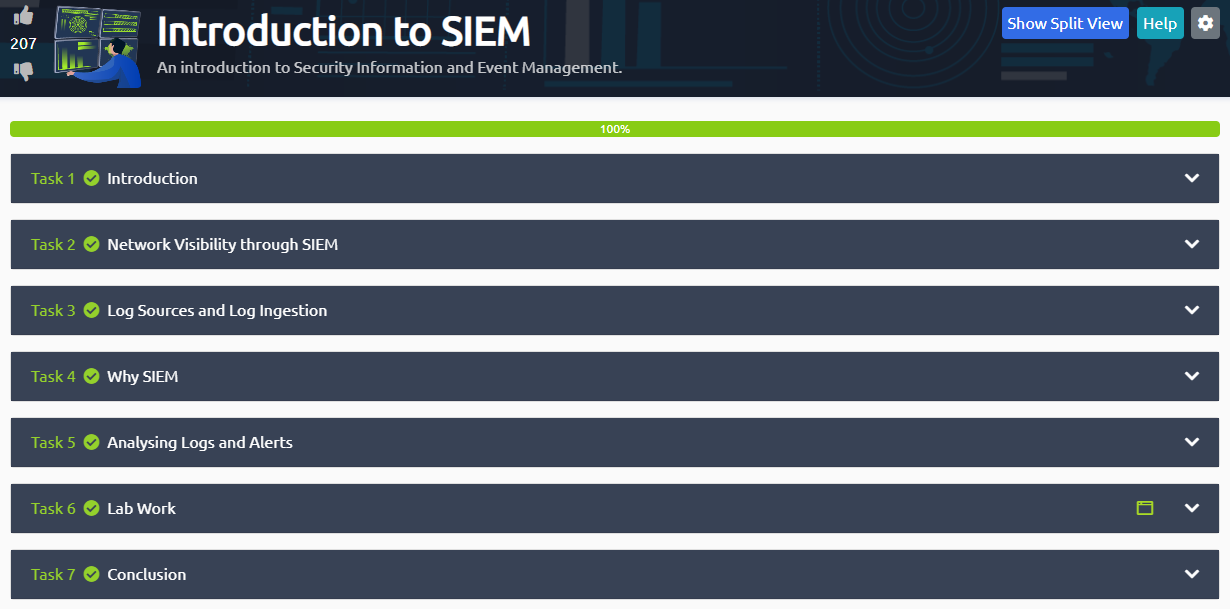 Introduction to SIEM
Show Split View
Help
207
An introduction to Security Information and Event Management.
100%
Task 1 Introduction
Task 2 Network Visibility through SIEM
Task 3 Log Sources and Log Ingestion
Task 4 Why SIEM
Task 5 Analysing Logs and Alerts
Task 6 Lab Work
Task 7 Conclusion